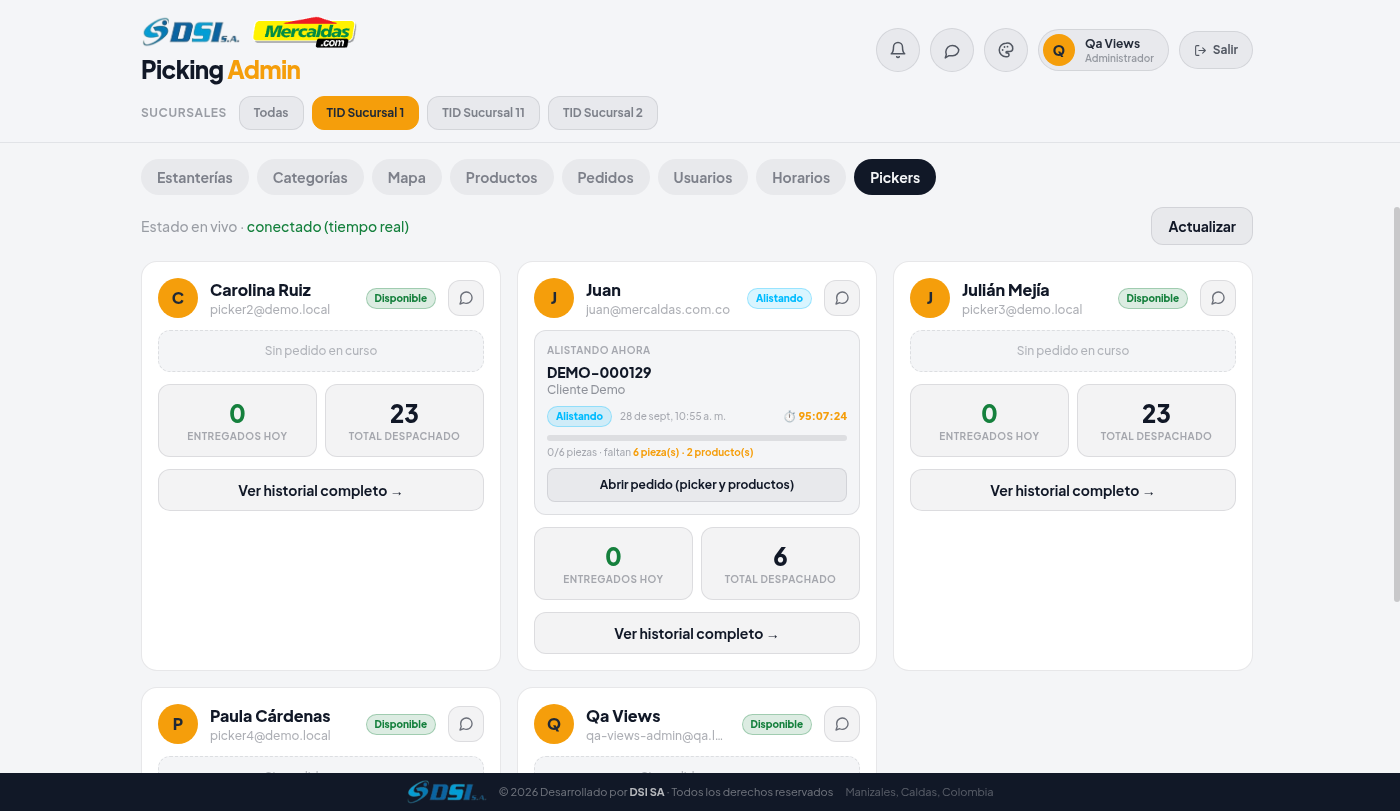 DSI S.A. Mercaldas .com
Picking Admin
Q Qa Views
Administrador
Salir
SUCURSALES Todas TID Sucursal 1 TID Sucursal 11 TID Sucursal 2
Estanterías Categorías Mapa Productos Pedidos Usuarios Horarios Pickers
Estado en vivo · conectado (tiempo real) Actualizar
C Carolina Ruiz
picker2@demo.local
Disponible
Sin pedido en curso
0 23
ENTREGADOS HOY TOTAL DESPACHADO
Ver historial completo →
J Juan
juan@mercaldas.com.co
Alistando
ALISTANDO AHORA
DEMO-000129
Cliente Demo
Alistando 28 de sept, 10:55 a. m. ⏱ 95:07:24
0/6 piezas · faltan 6 pieza(s) · 2 producto(s)
Abrir pedido (picker y productos)
0 6
ENTREGADOS HOY TOTAL DESPACHADO
Ver historial completo →
J Julián Mejía
picker3@demo.local
Disponible
Sin pedido en curso
0 23
ENTREGADOS HOY TOTAL DESPACHADO
Ver historial completo →
P Paula Cárdenas
picker4@demo.local
Disponible
Q Qa Views
qa-views-admin@qa.l...
Disponible
DSI S.A. © 2026 Desarrollado por DSI SA · Todos los derechos reservados Manizales, Caldas, Colombia